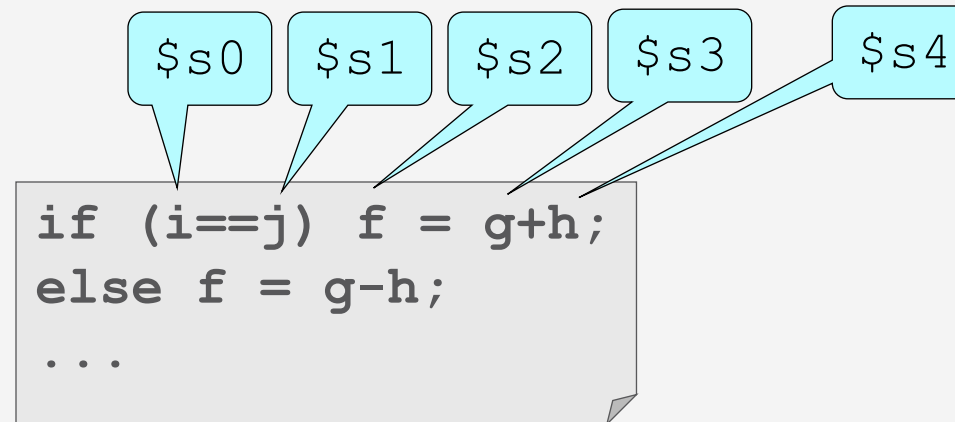 $s0 $s1 $s2 $s3 $s4
if (i==j) f = g+h;
else f = g-h;
...